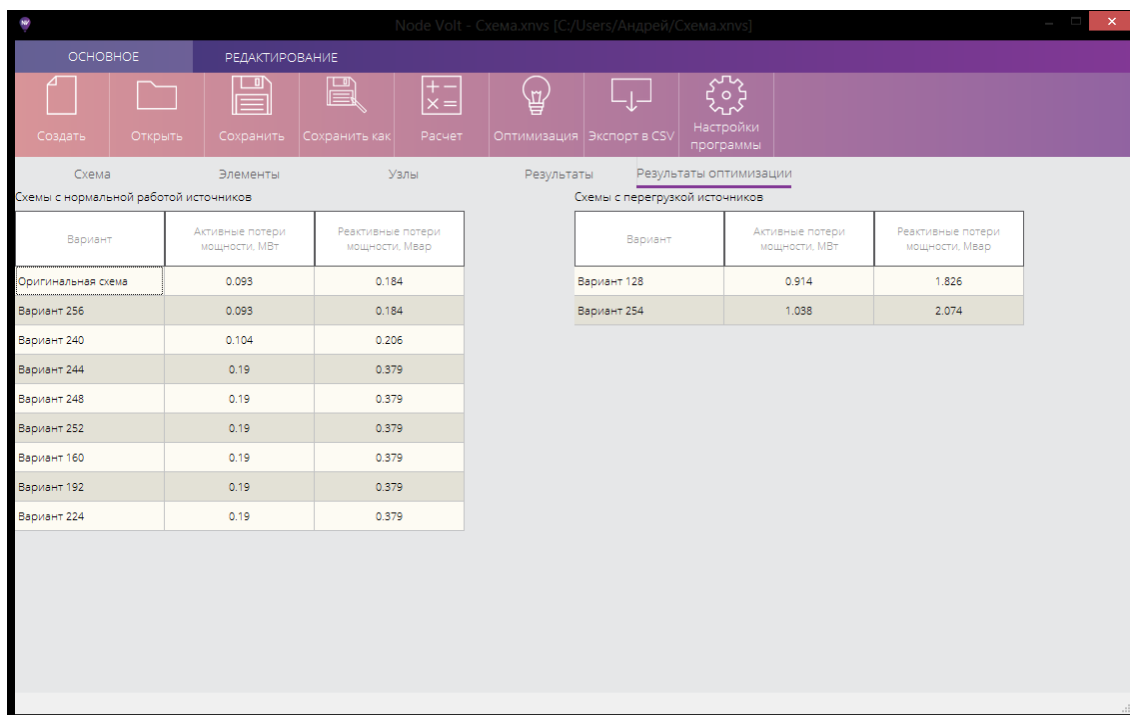 NV
Node Volt - Схема.xnvs [C:/Users/Андрей/Схема.xnvs]
ОСНОВНОЕ РЕДАКТИРОВАНИЕ
Создать Открыть Сохранить Сохранить как Расчет Оптимизация Экспорт в CSV Настройки программы
Схема Элементы Узлы Результаты Результаты оптимизации
Схемы с нормальной работой источников
Вариант Активные потери мощности, МВт Реактивные потери мощности, Мвар
Оригинальная схема 0.093 0.184
Вариант 256 0.093 0.184
Вариант 240 0.104 0.206
Вариант 244 0.19 0.379
Вариант 248 0.19 0.379
Вариант 252 0.19 0.379
Вариант 160 0.19 0.379
Вариант 192 0.19 0.379
Вариант 224 0.19 0.379
Схемы с перегрузкой источников
Вариант Активные потери мощности, МВт Реактивные потери мощности, Мвар
Вариант 128 0.914 1.826
Вариант 254 1.038 2.074